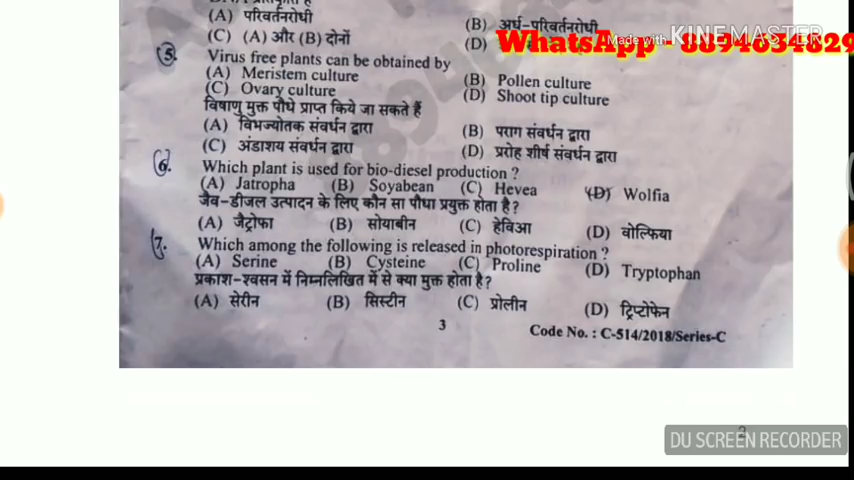 (A) परिवर्तनरोधी (B) अर्ध-परिवर्तनरोधी
(C) (A) और (B) दोनों (D)
WhatsApp - 8894034829
Made with KINEMASTER
(5. Virus free plants can be obtained by
(A) Meristem culture (B) Pollen culture
(C) Ovary culture (D) Shoot tip culture
विषाणु मुक्त पौधे प्राप्त किये जा सकते हैं
(A) विभज्योतक संवर्धन द्वारा (B) पराग संवर्धन द्वारा
(C) अंडाशय संवर्धन द्वारा (D) प्ररोह शीर्ष संवर्धन द्वारा
(6. Which plant is used for bio-diesel production ?
(A) Jatropha (B) Soyabean (C) Hevea (D) Wolfia
जैव-डीजल उत्पादन के लिए कौन सा पौधा प्रयुक्त होता है?
(A) जैट्रोफा (B) सोयाबीन (C) हेविआ (D) वोल्फिया
(7. Which among the following is released in photorespiration ?
(A) Serine (B) Cysteine (C) Proline (D) Tryptophan
प्रकाश-श्वसन में निम्नलिखित में से क्या मुक्त होता है?
(A) सेरीन (B) सिस्टीन (C) प्रोलीन (D) ट्रिप्टोफेन
3 Code No. : C-514/2018/Series-C
2
DU SCREEN RECORDER